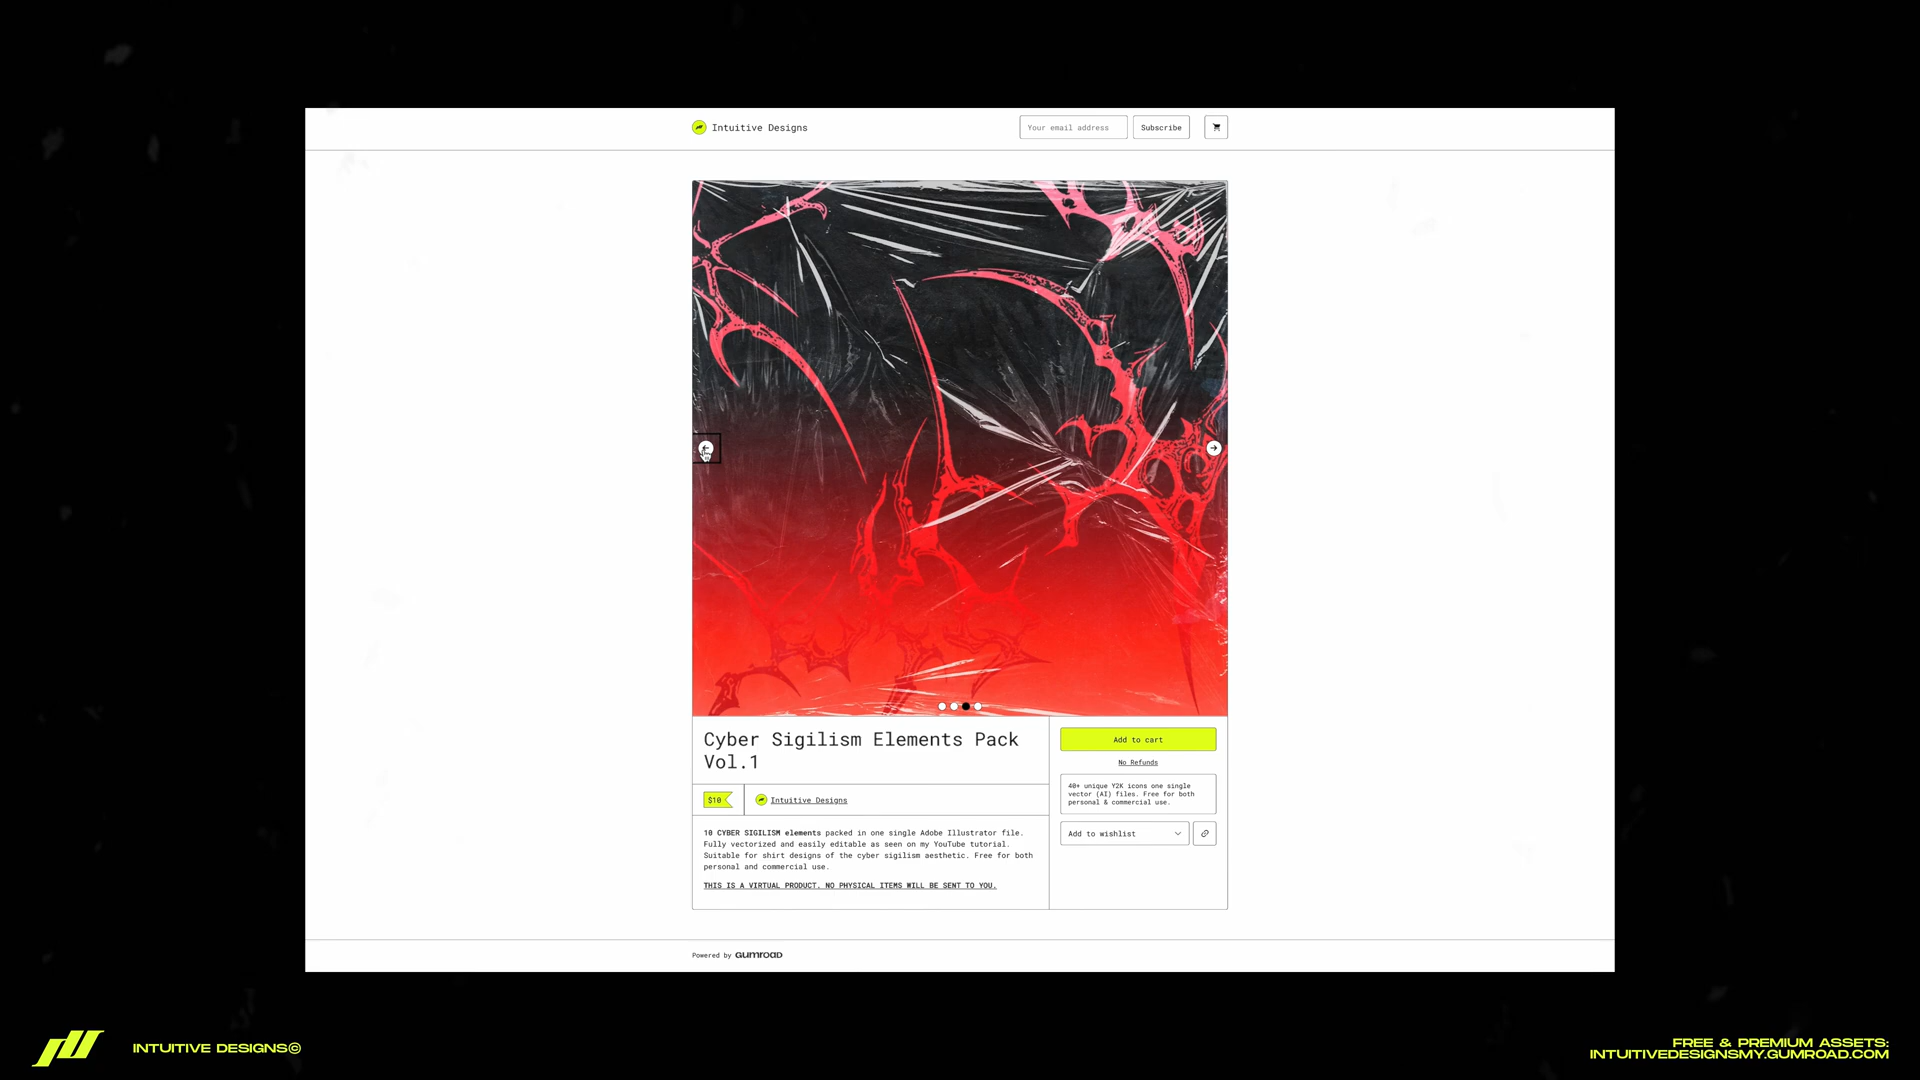 Intuitive Designs
Your email address
Subscribe
Cyber Sigilism Elements Pack
Vol.1
$10
Intuitive Designs
10 CYBER SIGILISM elements packed in one single Adobe Illustrator file.
Fully vectorized and easily editable as seen on my YouTube tutorial.
Suitable for shirt designs of the cyber sigilism aesthetic. Free for both
personal and commercial use.
THIS IS A VIRTUAL PRODUCT. NO PHYSICAL ITEMS WILL BE SENT TO YOU.
Add to cart
No Refunds
40+ unique Y2K icons one single
vector (AI) files. Free for both
personal & commercial use.
Add to wishlist
Powered by GUMROAD
INTUITIVE DESIGNS©
FREE & PREMIUM ASSETS:
INTUITIVEDESIGNSMY.GUMROAD.COM